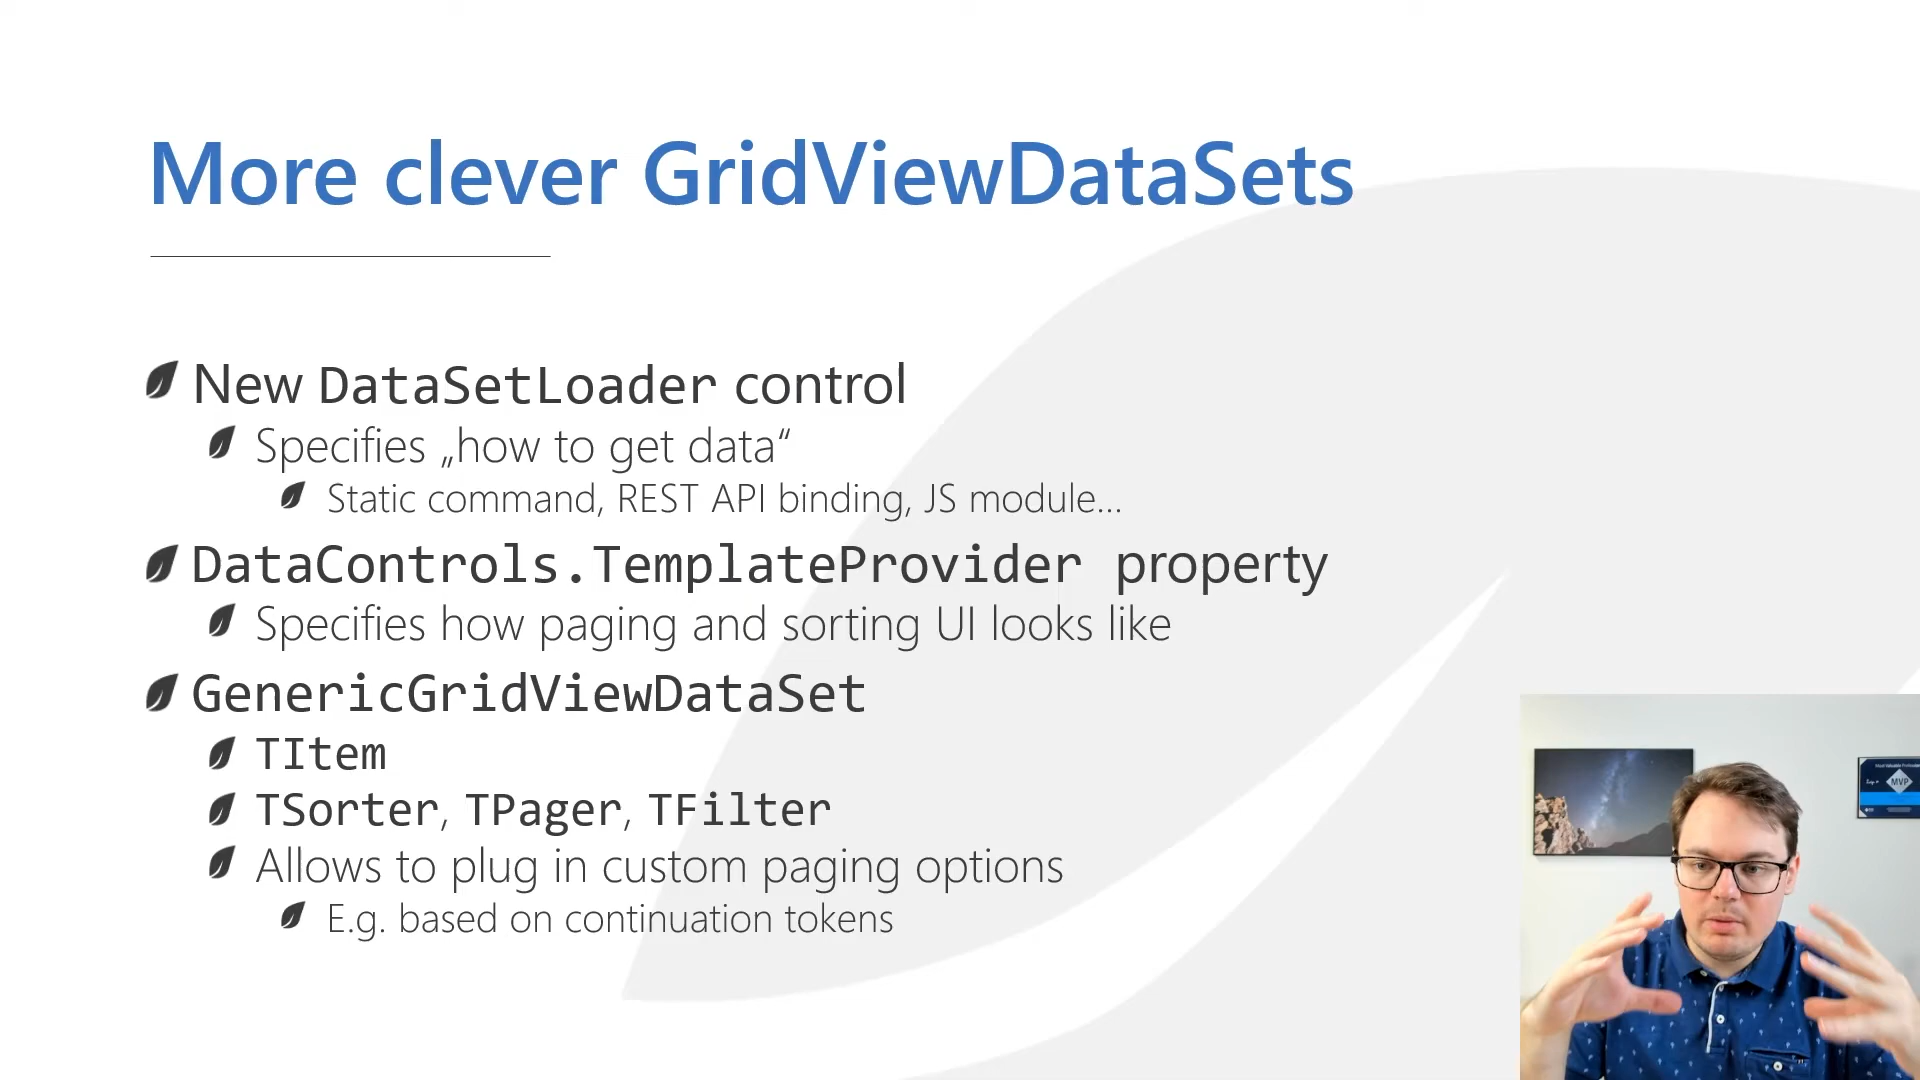 More clever GridViewDataSets
New DataSetLoader control
Specifies „how to get data“
Static command, REST API binding, JS module...
DataControls.TemplateProvider property
Specifies how paging and sorting UI looks like
GenericGridViewDataSet
TItem
TSorter, TPager, TFilter
Allows to plug in custom paging options
E.g. based on continuation tokens
MVP